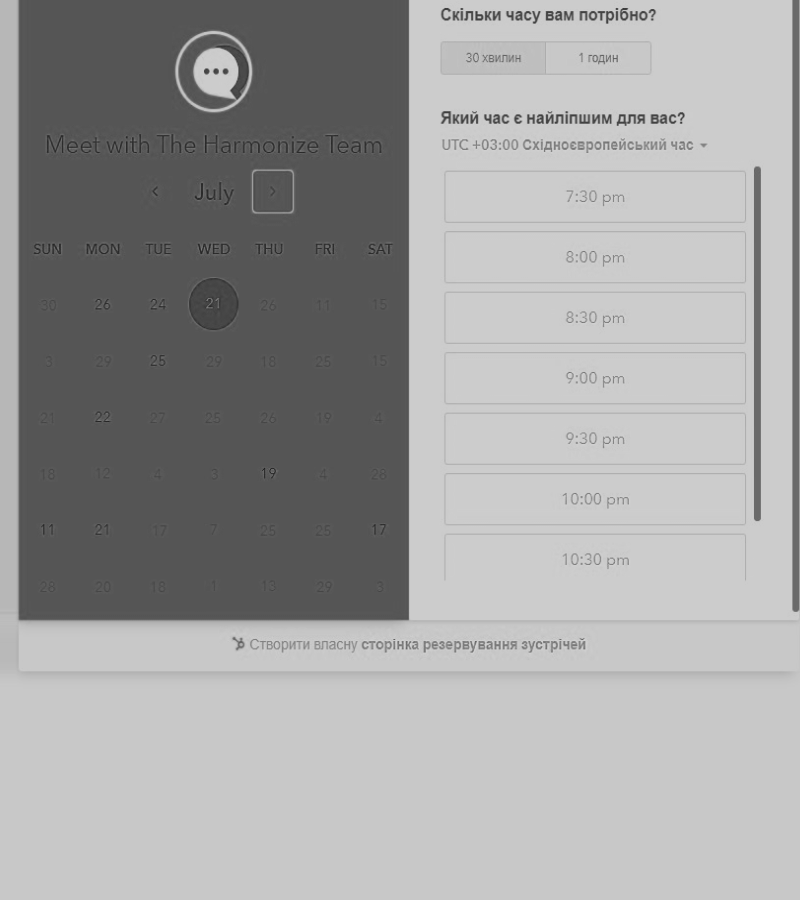 Meet with The Harmonize Team
July
SUN MON TUE WED THU FRI SAT
30 26 24 21 26 11 15
3 29 25 29 18 25 15
21 22 27 25 26 19 4
18 12 4 3 19 4 28
11 21 17 7 25 25 17
28 20 18 1 13 29 3
Скільки часу вам потрібно?
30 хвилин 1 годин
Який час є найліпшим для вас?
UTC +03:00 Східноєвропейський час
7:30 pm
8:00 pm
8:30 pm
9:00 pm
9:30 pm
10:00 pm
10:30 pm
Створити власну сторінка резервування зустрічей